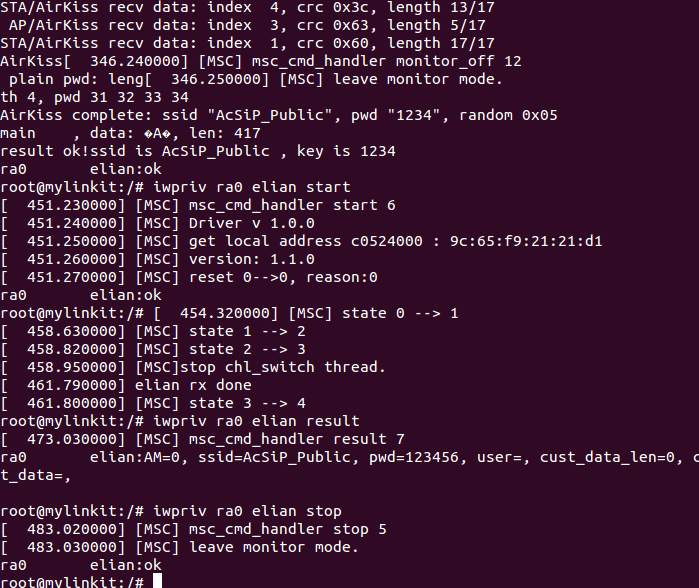 STA/AirKiss recv data: index  4, crc 0x3c, length 13/17
 AP/AirKiss recv data: index  3, crc 0x63, length 5/17
STA/AirKiss recv data: index  1, crc 0x60, length 17/17
AirKiss[  346.240000] [MSC] msc_cmd_handler monitor_off 12
 plain pwd: leng[  346.250000] [MSC] leave monitor mode.
th 4, pwd 31 32 33 34
AirKiss complete: ssid "AcSiP_Public", pwd "1234", random 0x05
main    , data: �A�, len: 417
result ok!ssid is AcSiP_Public , key is 1234
ra0       elian:ok
root@mylinkit:/# iwpriv ra0 elian start
[  451.230000] [MSC] msc_cmd_handler start 6
[  451.240000] [MSC] Driver v 1.0.0
[  451.250000] [MSC] get local address c0524000 : 9c:65:f9:21:21:d1
[  451.260000] [MSC] version: 1.1.0
[  451.270000] [MSC] reset 0-->0, reason:0
ra0       elian:ok
root@mylinkit:/# [  454.320000] [MSC] state 0 --> 1
[  458.630000] [MSC] state 1 --> 2
[  458.820000] [MSC] state 2 --> 3
[  458.950000] [MSC]stop chl_switch thread.
[  461.790000] elian rx done
[  461.800000] [MSC] state 3 --> 4
root@mylinkit:/# iwpriv ra0 elian result
[  473.030000] [MSC] msc_cmd_handler result 7
ra0       elian:AM=0, ssid=AcSiP_Public, pwd=123456, user=, cust_data_len=0, c
t_data=,
root@mylinkit:/# iwpriv ra0 elian stop
[  483.020000] [MSC] msc_cmd_handler stop 5
[  483.030000] [MSC] leave monitor mode.
ra0       elian:ok
root@mylinkit:/#